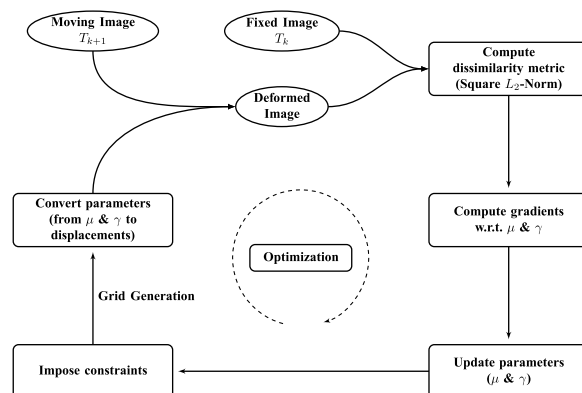 Moving Image
T_{k+1}
Fixed Image
T_k
Compute
dissimilarity metric
(Square L_2-Norm)
Deformed
Image
Convert parameters
(from μ & γ to
displacements)
Compute gradients
w.r.t. μ & γ
Optimization
Grid Generation
Impose constraints
Update parameters
(μ & γ)